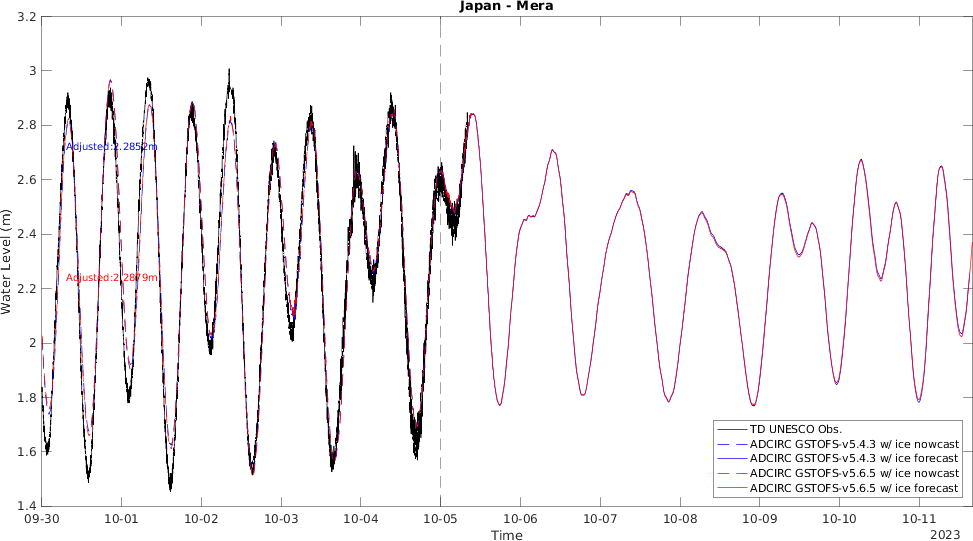 Japan - Mera
3.2
3
2.8
2.6
2.4
2.2
2
1.8
1.6
1.4
Water Level (m)
Adjusted:2.2852m
Adjusted:2.2879m
TD UNESCO Obs.
ADCIRC GSTOFS-v5.4.3 w/ ice nowcast
ADCIRC GSTOFS-v5.4.3 w/ ice forecast
ADCIRC GSTOFS-v5.6.5 w/ ice nowcast
ADCIRC GSTOFS-v5.6.5 w/ ice forecast
09-30 10-01 10-02 10-03 10-04 10-05 10-06 10-07 10-08 10-09 10-10 10-11
Time
2023